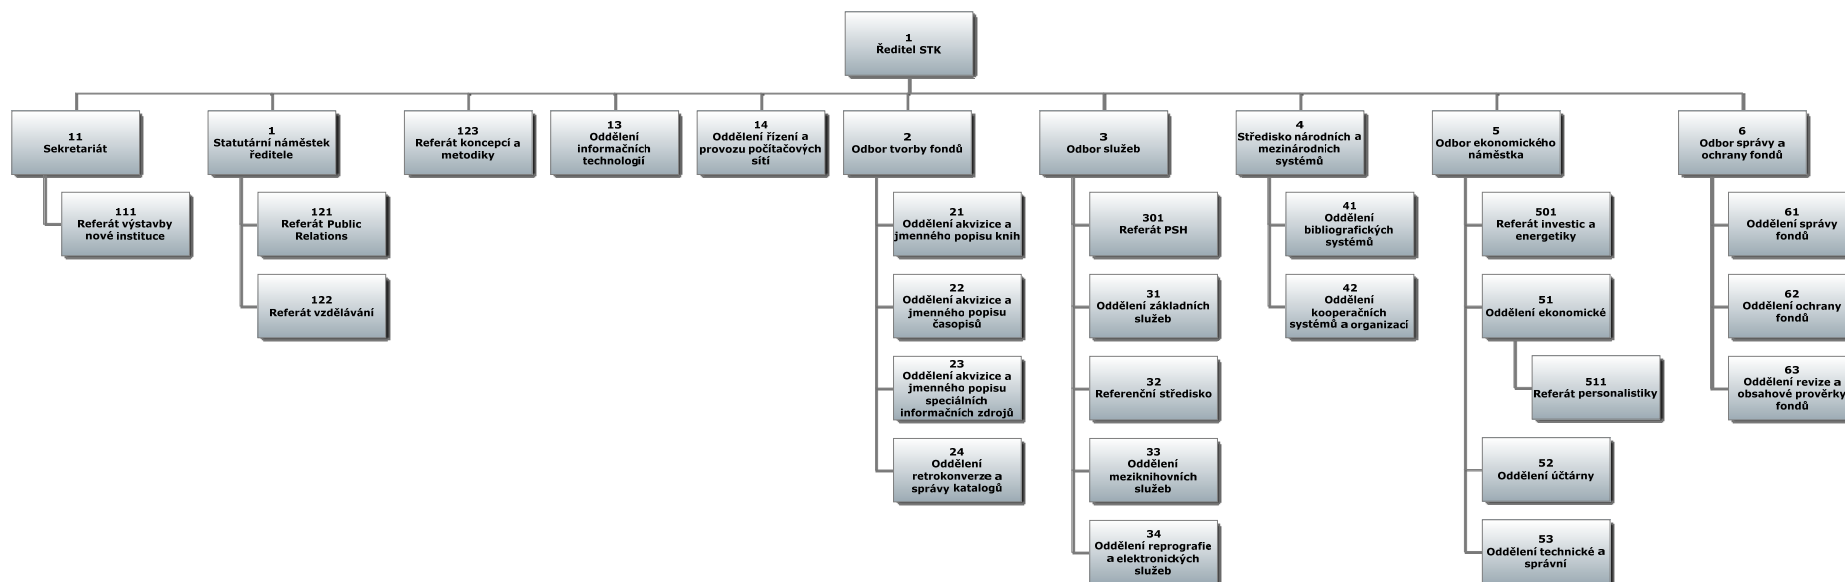 1
Ředitel STK
11
Sekretariát
1
Statutární náměstek
ředitele
123
Referát koncepcí a
metodiky
13
Oddělení
informačních
technologií
14
Oddělení řízení a
provozu počítačových
sítí
2
Odbor tvorby fondů
3
Odbor služeb
4
Středisko národních a
mezinárodních
systémů
5
Odbor ekonomického
náměstka
6
Odbor správy a
ochrany fondů
111
Referát výstavby
nové instituce
121
Referát Public
Relations
122
Referát vzdělávání
21
Oddělení akvizice a
jmenného popisu knih
22
Oddělení akvizice a
jmenného popisu
časopisů
23
Oddělení akvizice a
jmenného popisu
speciálních
informačních zdrojů
24
Oddělení
retrokonverze a
správy katalogů
301
Referát PSH
31
Oddělení základních
služeb
32
Referenční středisko
33
Oddělení
meziknihovních
služeb
34
Oddělení reprografie
a elektronických
služeb
41
Oddělení
bibliografických
systémů
42
Oddělení
kooperačních
systémů a organizací
501
Referát investic a
energetiky
51
Oddělení ekonomické
511
Referát personalistiky
52
Oddělení účtárny
53
Oddělení technické a
správní
61
Oddělení správy
fondů
62
Oddělení ochrany
fondů
63
Oddělení revize a
obsahové prověrky
fondů